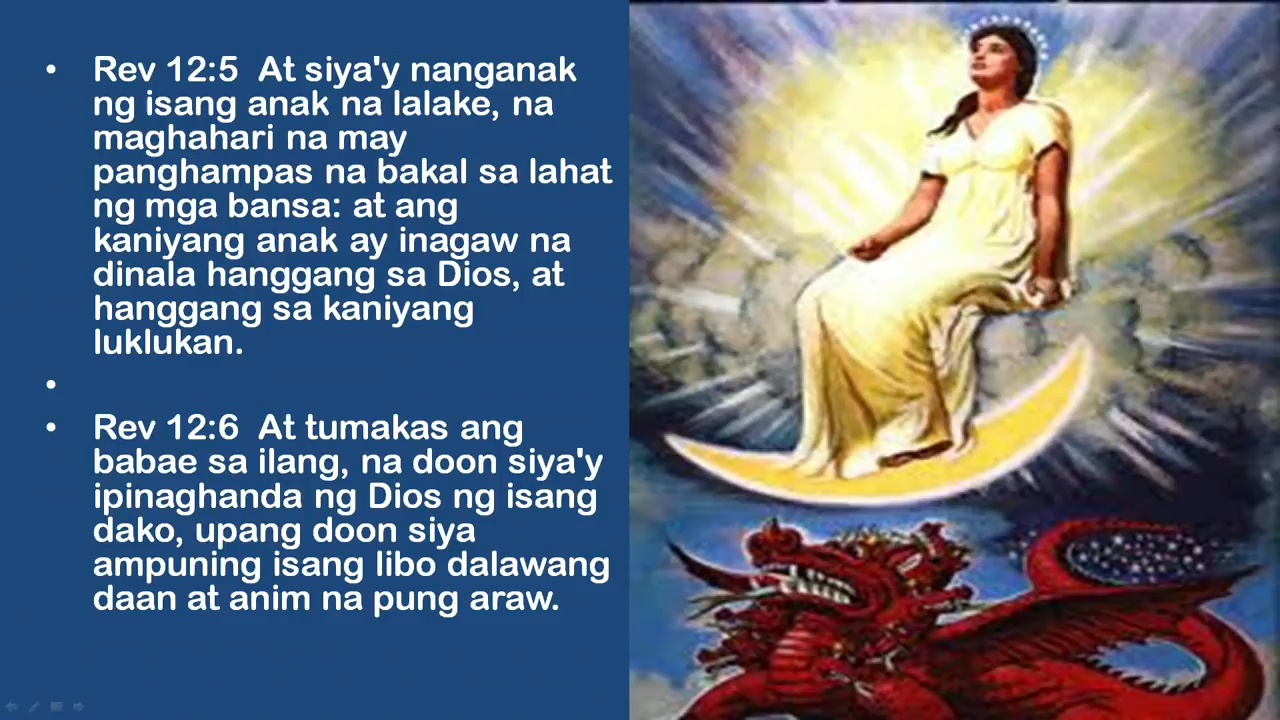 • Rev 12:5  At siya'y nanganak
ng isang anak na lalake, na
maghahari na may
panghampas na bakal sa lahat
ng mga bansa: at ang
kaniyang anak ay inagaw na
dinala hanggang sa Dios, at
hanggang sa kaniyang
luklukan.
•
• Rev 12:6  At tumakas ang
babae sa ilang, na doon siya'y
ipinaghanda ng Dios ng isang
dako, upang doon siya
ampuning isang libo dalawang
daan at anim na pung araw.